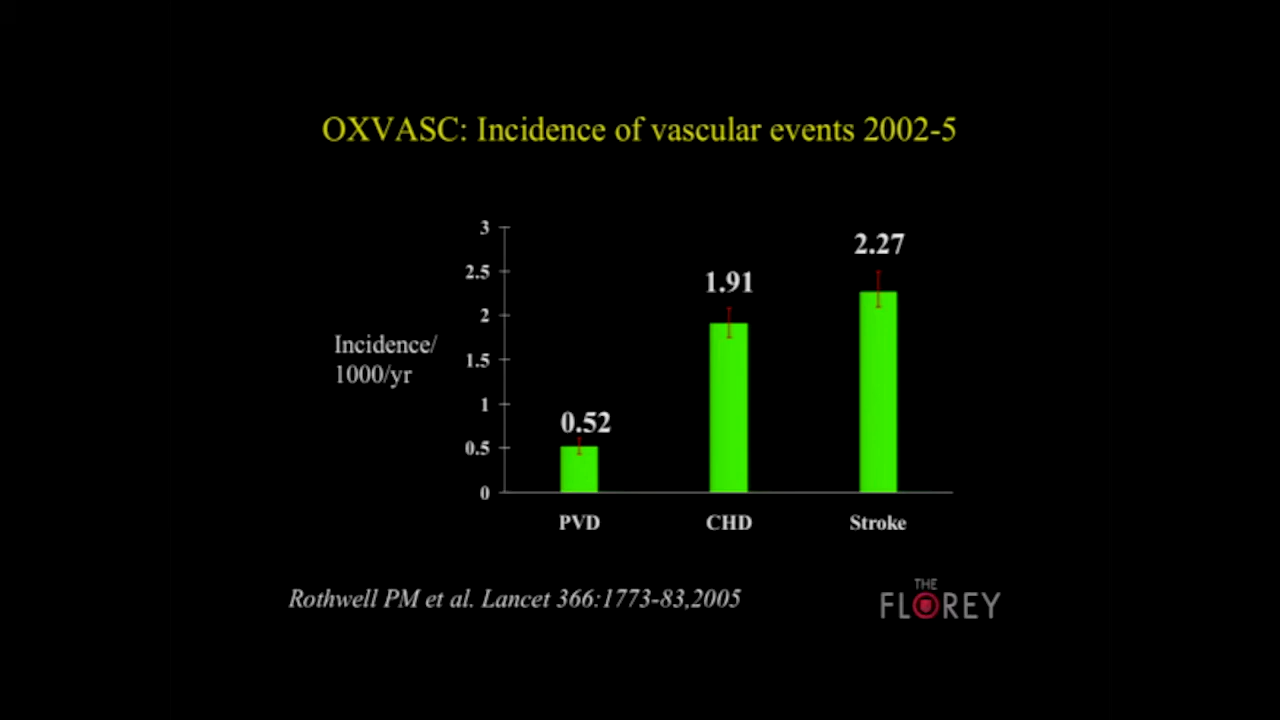 OXVASC: Incidence of vascular events 2002-5
3
2.5
2
1.5
1
0.5
0
Incidence/
1000/yr
0.52
1.91
2.27
PVD
CHD
Stroke
Rothwell PM et al. Lancet 366:1773-83,2005
THE
FLOREY